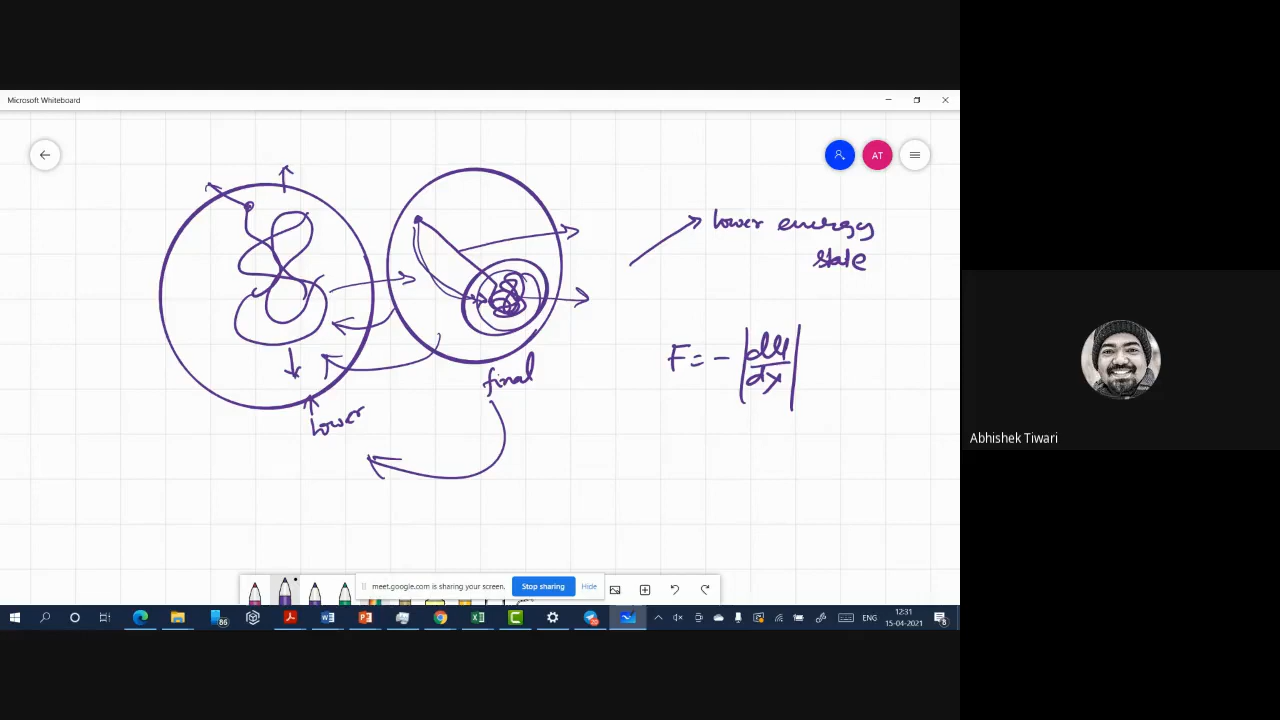 Microsoft Whiteboard
AT
lower energy
state
F = - |dU/dx|
final
Lower
Abhishek Tiwari
meet.google.com is sharing your screen.
Stop sharing
Hide
86
ENG
12:31
15-04-2021